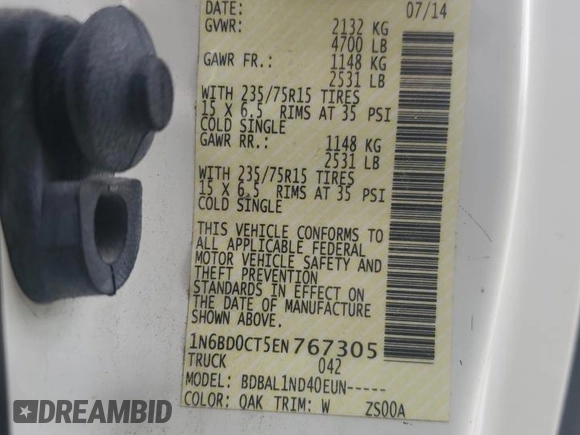 DATE: 07/14
GVWR: 2132 KG
4700 LB
GAWR FR.: 1148 KG
2531 LB
WITH 235/75R15 TIRES
15 X 6.5 RIMS AT 35 PSI
COLD SINGLE
GAWR RR.: 1148 KG
2531 LB
WITH 235/75R15 TIRES
15 X 6.5 RIMS AT 35 PSI
COLD SINGLE
THIS VEHICLE CONFORMS TO
ALL APPLICABLE FEDERAL
MOTOR VEHICLE SAFETY AND
THEFT PREVENTION
STANDARDS IN EFFECT ON
THE DATE OF MANUFACTURE
SHOWN ABOVE.
1N6BD0CT5EN767305
TRUCK 042
MODEL: BDBAL1ND40EUN-----
COLOR: QAK TRIM: W ZS00A
DEALERS AUTO AUCTION